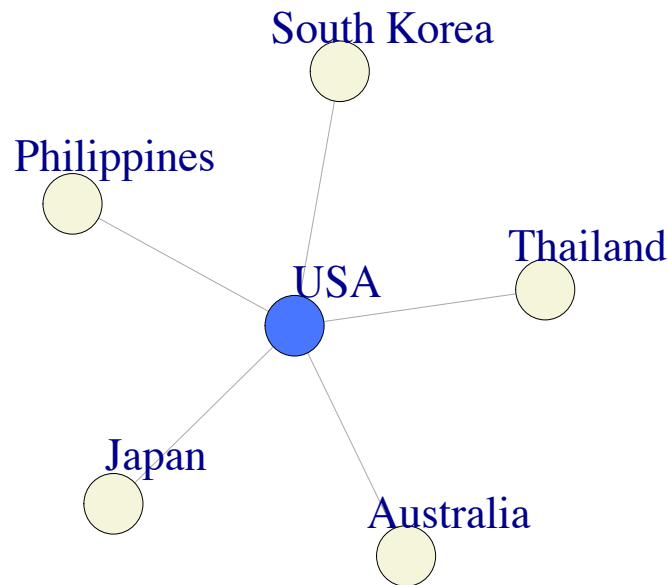 South Korea
Philippines
Thailand
USA
Japan
Australia